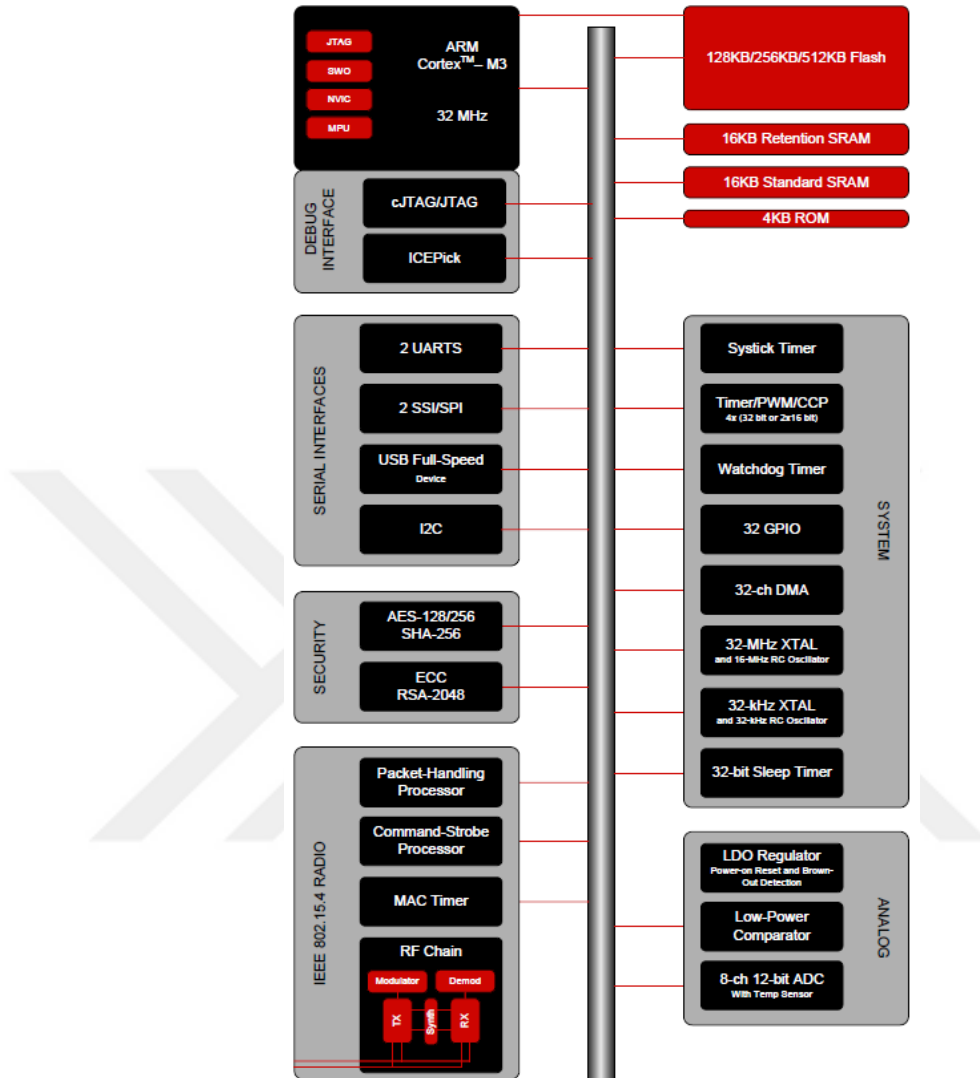 JTAG
SWO
NVIC
MPU
ARM
Cortex™– M3
32 MHz
128KB/256KB/512KB Flash
16KB Retention SRAM
16KB Standard SRAM
4KB ROM
DEBUG
INTERFACE
cJTAG/JTAG
ICEPick
SERIAL INTERFACES
2 UARTS
2 SSI/SPI
USB Full-Speed
Device
I2C
SECURITY
AES-128/256
SHA-256
ECC
RSA-2048
IEEE 802.15.4 RADIO
Packet-Handling
Processor
Command-Strobe
Processor
MAC Timer
RF Chain
Modulator
Demod
TX
Synth
RX
Systick Timer
Timer/PWM/CCP
4x (32 bit or 2x16 bit)
Watchdog Timer
32 GPIO
32-ch DMA
32-MHz XTAL
and 16-MHz RC Oscillator
32-kHz XTAL
and 32-kHz RC Oscillator
32-bit Sleep Timer
SYSTEM
LDO Regulator
Power-on Reset and Brown-
Out Detection
Low-Power
Comparator
8-ch 12-bit ADC
With Temp Sensor
ANALOG